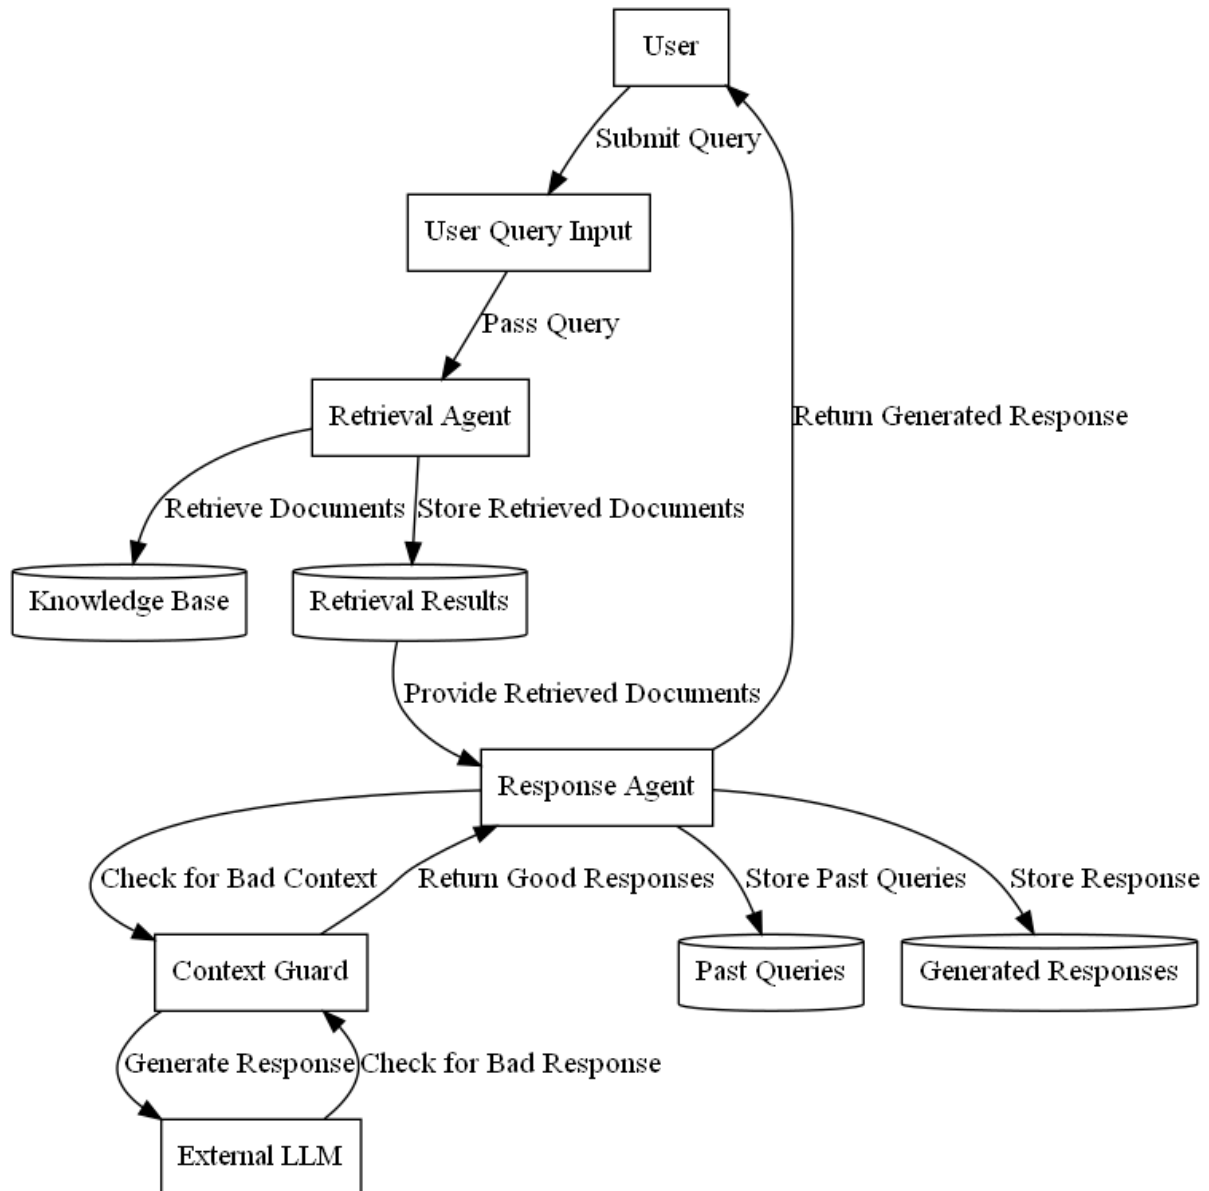 User
Submit Query
User Query Input
Pass Query
Retrieval Agent
Return Generated Response
Retrieve Documents
Store Retrieved Documents
Knowledge Base
Retrieval Results
Provide Retrieved Documents
Response Agent
Check for Bad Context
Return Good Responses
Store Past Queries
Store Response
Context Guard
Past Queries
Generated Responses
Generate Response
Check for Bad Response
External LLM